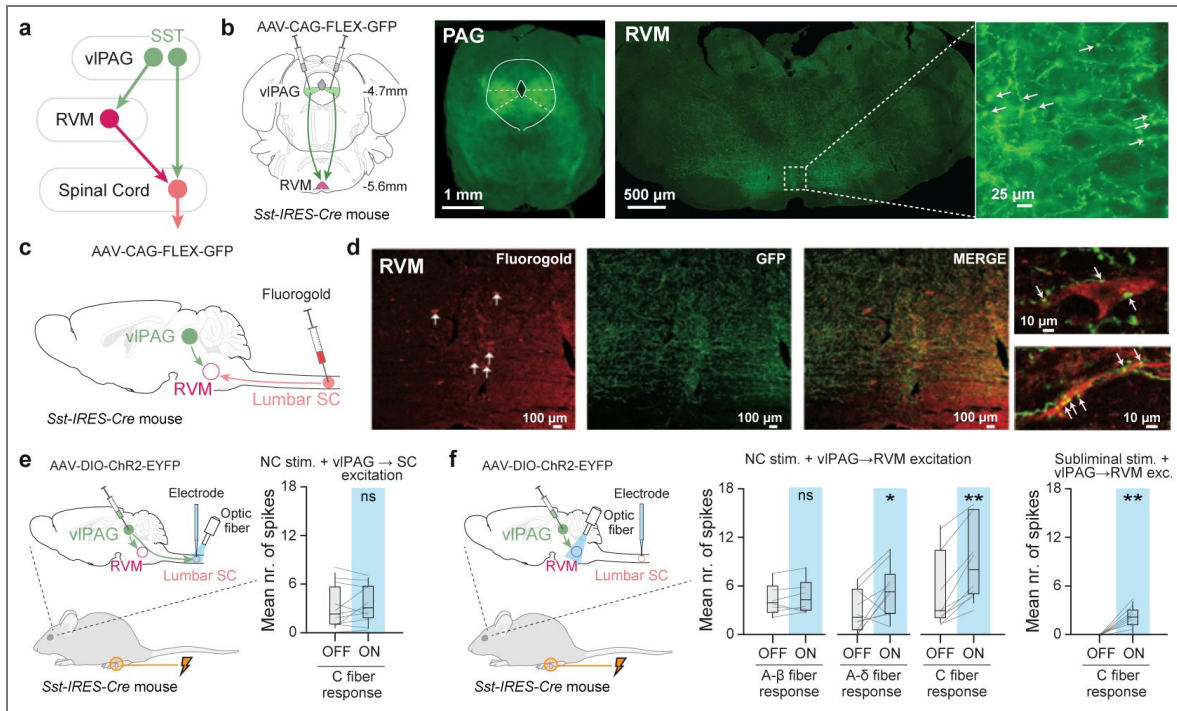 a
SST
vlPAG
RVM
Spinal Cord
b
AAV-CAG-FLEX-GFP
vlPAG
-4.7mm
RVM
-5.6mm
Sst-IRES-Cre mouse
PAG
1 mm
RVM
500 µm
25 µm
c
AAV-CAG-FLEX-GFP
Fluorogold
vlPAG
RVM
Lumbar SC
Sst-IRES-Cre mouse
d
RVM
Fluorogold
100 µm
GFP
100 µm
MERGE
100 µm
10 µm
10 µm
e
AAV-DIO-ChR2-EYFP
Electrode
Optic
fiber
vlPAG
RVM
Lumbar SC
Sst-IRES-Cre mouse
NC stim. + vlPAG → SC
excitation
Mean nr. of spikes
18
12
6
0
ns
OFF ON
C fiber
response
f
AAV-DIO-ChR2-EYFP
Electrode
Optic
fiber
vlPAG
RVM
Lumbar SC
Sst-IRES-Cre mouse
NC stim. + vlPAG→RVM excitation
Mean nr. of spikes
18
12
6
0
ns
*
**
OFF ON
A-β fiber
response
OFF ON
A-δ fiber
response
OFF ON
C fiber
response
Subliminal stim. +
vlPAG→RVM exc.
Mean nr. of spikes
18
12
6
0
**
OFF ON
C fiber
response